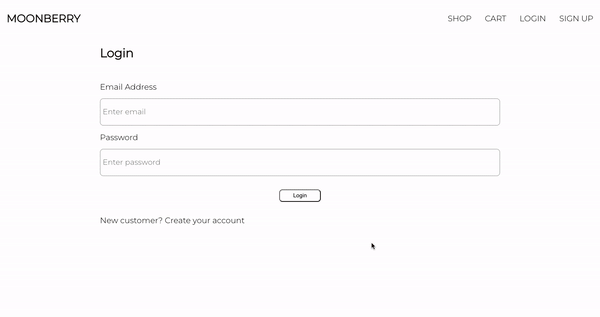 MOONBERRY SHOP CART LOGIN SIGN UP
Login
Email Address
Enter email
Password
Enter password
Login
New customer? Create your account